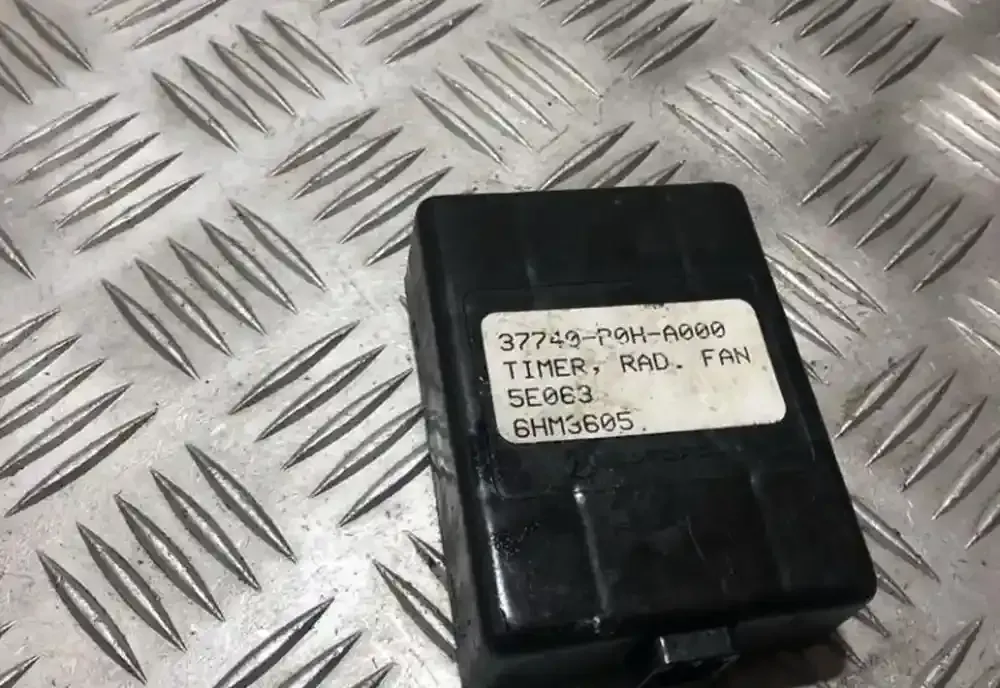 37740-P0H-A000
TIMER, RAD. FAN
5E063
6HM3605